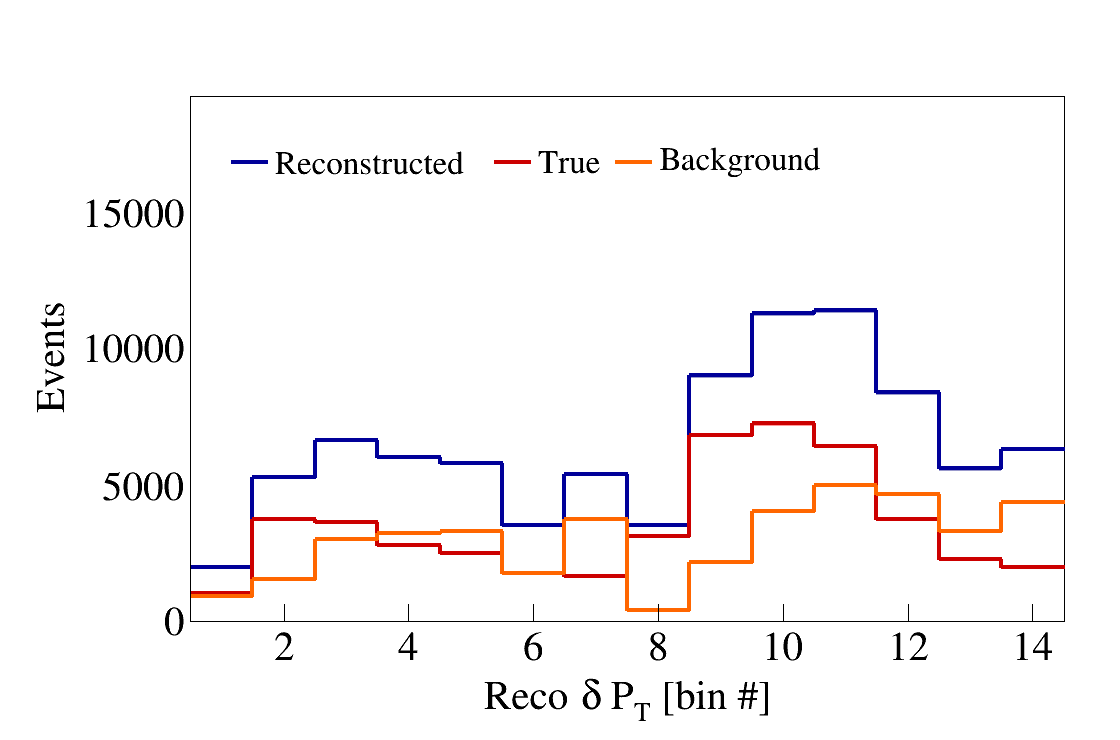 Reconstructed True Background
15000
10000
5000
0
Events
2 4 6 8 10 12 14
Reco δ P_T [bin #]